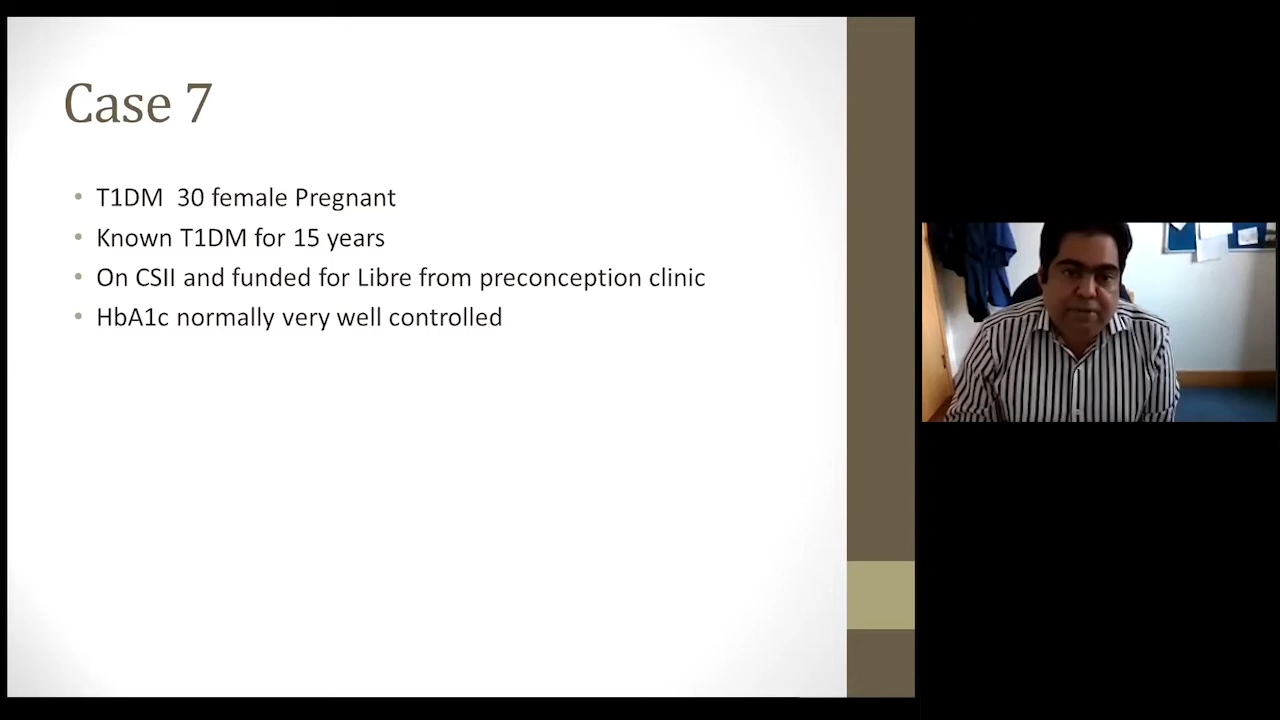 Case 7
• T1DM  30 female Pregnant
• Known T1DM for 15 years
• On CSII and funded for Libre from preconception clinic
• HbA1c normally very well controlled